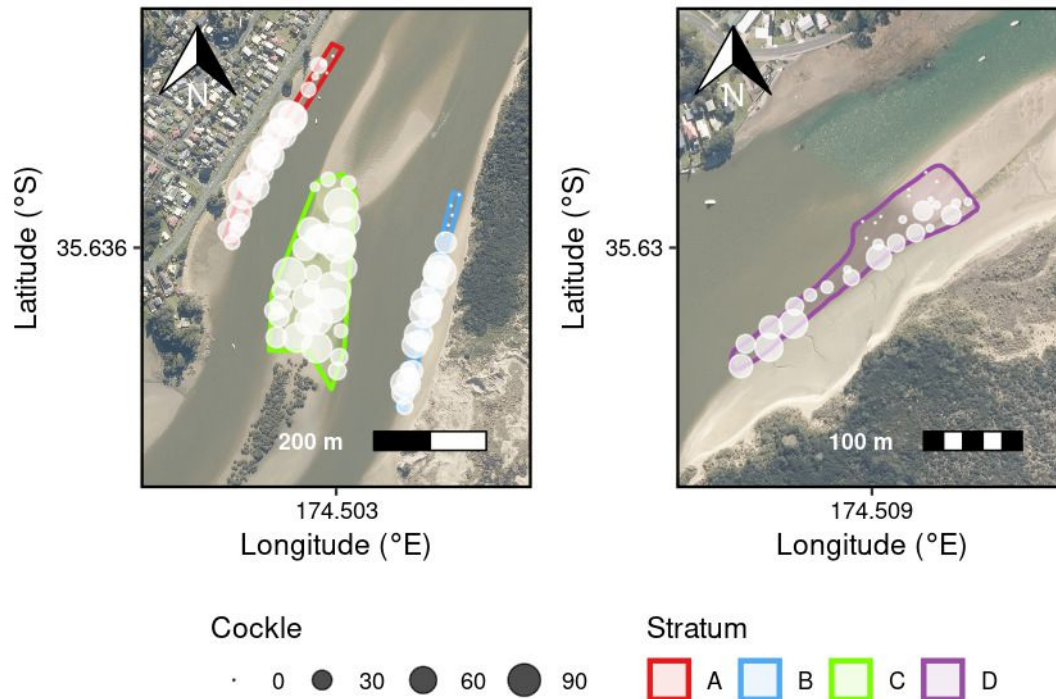 N
N
Latitude (°S)
35.636
200 m
174.503
Longitude (°E)
Latitude (°S)
35.63
100 m
174.509
Longitude (°E)
Cockle
0 30 60 90
Stratum
A B C D